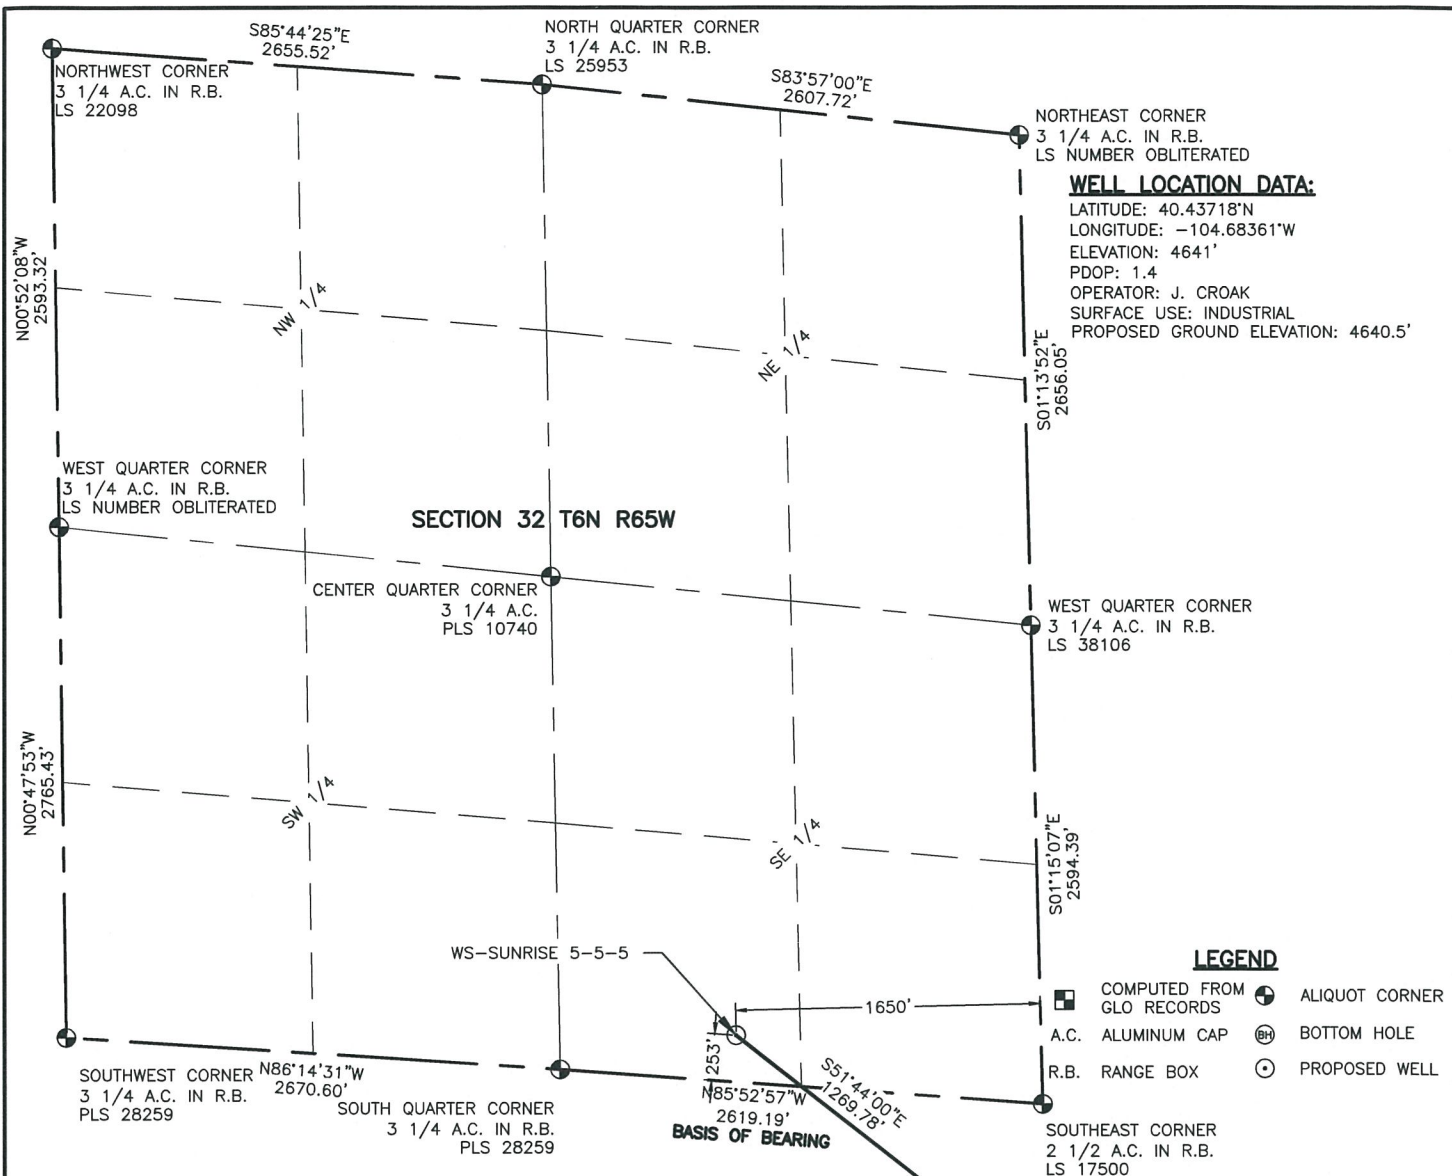 S85°44'25"E
2655.52'
NORTH QUARTER CORNER
3 1/4 A.C. IN R.B.
LS 25953
NORTHWEST CORNER
3 1/4 A.C. IN R.B.
LS 22098
S83°57'00"E
2607.72'
NORTHEAST CORNER
3 1/4 A.C. IN R.B.
LS NUMBER OBLITERATED
WELL LOCATION DATA:
LATITUDE: 40.43718°N
LONGITUDE: -104.68361°W
ELEVATION: 4641'
PDOP: 1.4
OPERATOR: J. CROAK
SURFACE USE: INDUSTRIAL
PROPOSED GROUND ELEVATION: 4640.5'
N00°52'08"W
2593.32'
NW 1/4
NE 1/4
S01°13'52"E
2656.05'
WEST QUARTER CORNER
3 1/4 A.C. IN R.B.
LS NUMBER OBLITERATED
SECTION 32 T6N R65W
CENTER QUARTER CORNER
3 1/4 A.C.
PLS 10740
WEST QUARTER CORNER
3 1/4 A.C. IN R.B.
LS 38106
N00°47'53"W
2765.43'
SW 1/4
SE 1/4
S01°15'07"E
2594.39'
WS-SUNRISE 5-5-5
1650'
253'
LEGEND
COMPUTED FROM
GLO RECORDS
ALIQUOT CORNER
A.C. ALUMINUM CAP
BH BOTTOM HOLE
R.B. RANGE BOX
PROPOSED WELL
SOUTHWEST CORNER
3 1/4 A.C. IN R.B.
PLS 28259
N86°14'31"W
2670.60'
SOUTH QUARTER CORNER
3 1/4 A.C. IN R.B.
PLS 28259
N85°52'57"W
2619.19'
BASIS OF BEARING
S51°44'00"E
1269.78'
SOUTHEAST CORNER
2 1/2 A.C. IN R.B.
LS 17500